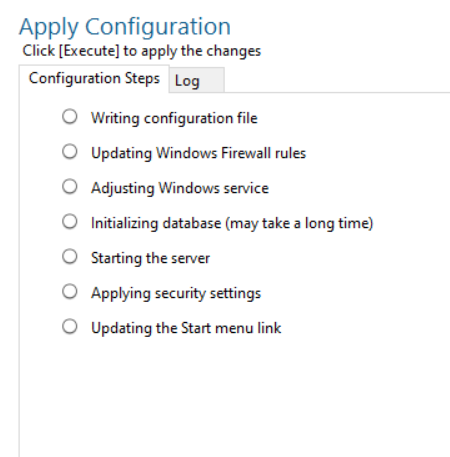 Apply Configuration
Click [Execute] to apply the changes
Configuration Steps Log
Writing configuration file
Updating Windows Firewall rules
Adjusting Windows service
Initializing database (may take a long time)
Starting the server
Applying security settings
Updating the Start menu link